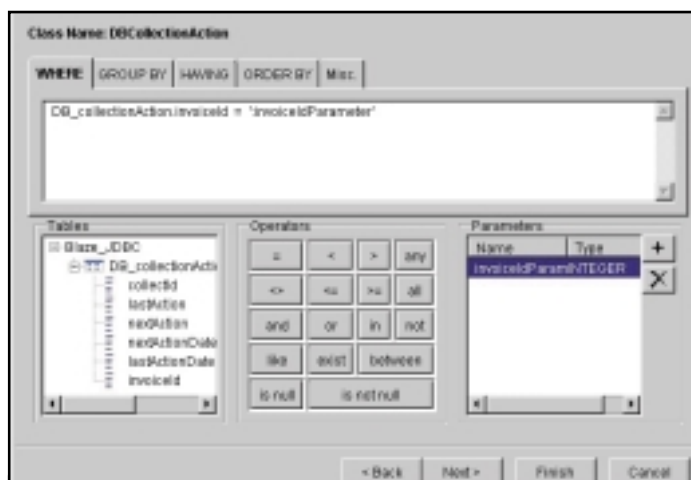 Class Name: DBCollectionAction
WHERE GROUP BY HAVING ORDER BY Misc.
DB_collectionAction.invoiceId = 'invoiceIdParameter'
Tables
Blaze_JDBC
DB_collectionActi
collectId
lastAction
nextAction
nextActionDate
lastActionDate
invoiceId
Operators
= < > any
<> <= >= all
and or in not
like exist between
is null is not null
Parameters
Name Type
invoiceIdParam INTEGER
+
X
< Back Next > Finish Cancel